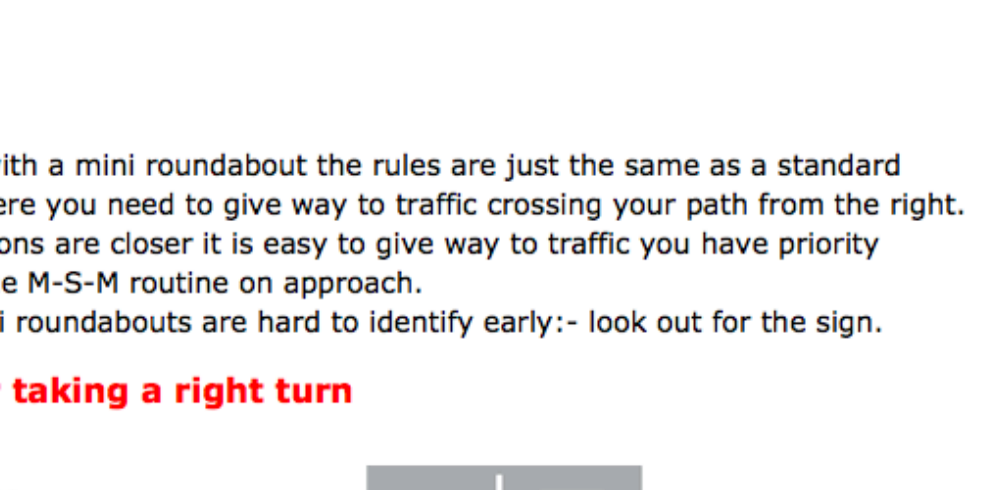 ith a mini roundabout the rules are just the same as a standard
ere you need to give way to traffic crossing your path from the right.
ons are closer it is easy to give way to traffic you have priority
e M-S-M routine on approach.
i roundabouts are hard to identify early:- look out for the sign.
taking a right turn